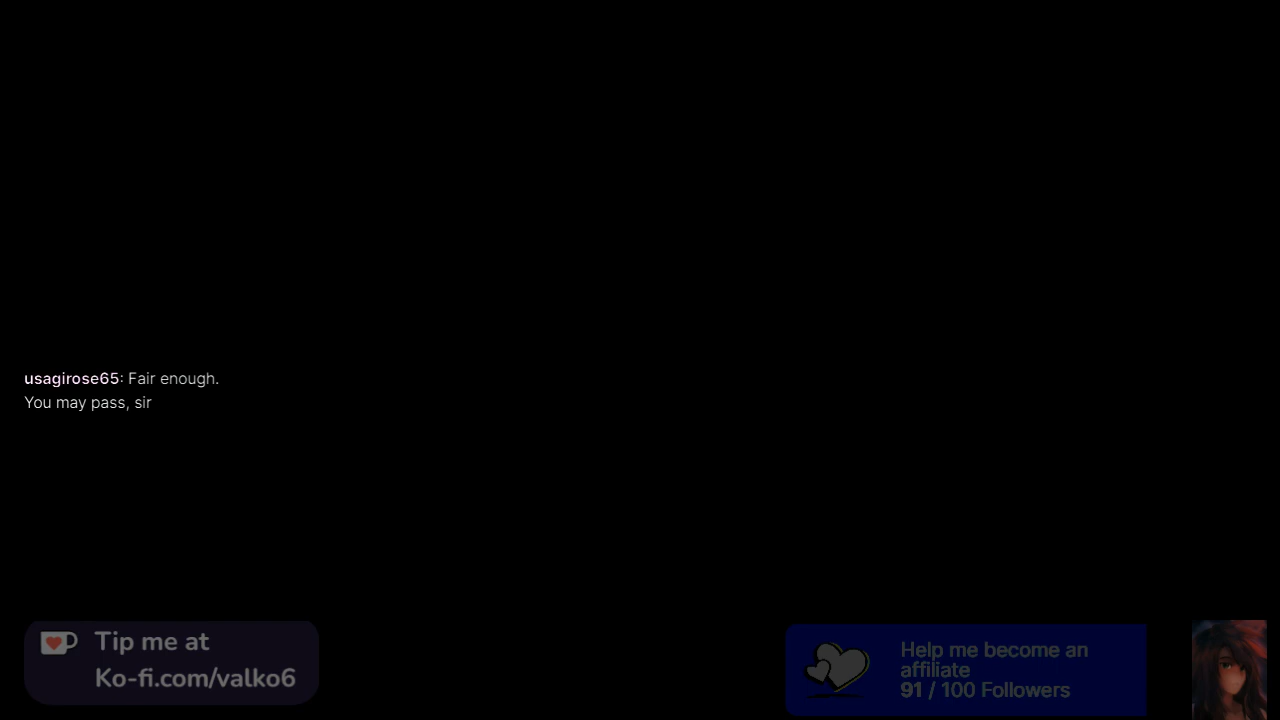 usagirose65: Fair enough.
You may pass, sir
Tip me at
Ko-fi.com/valko6
Help me become an
affiliate
91 / 100 Followers